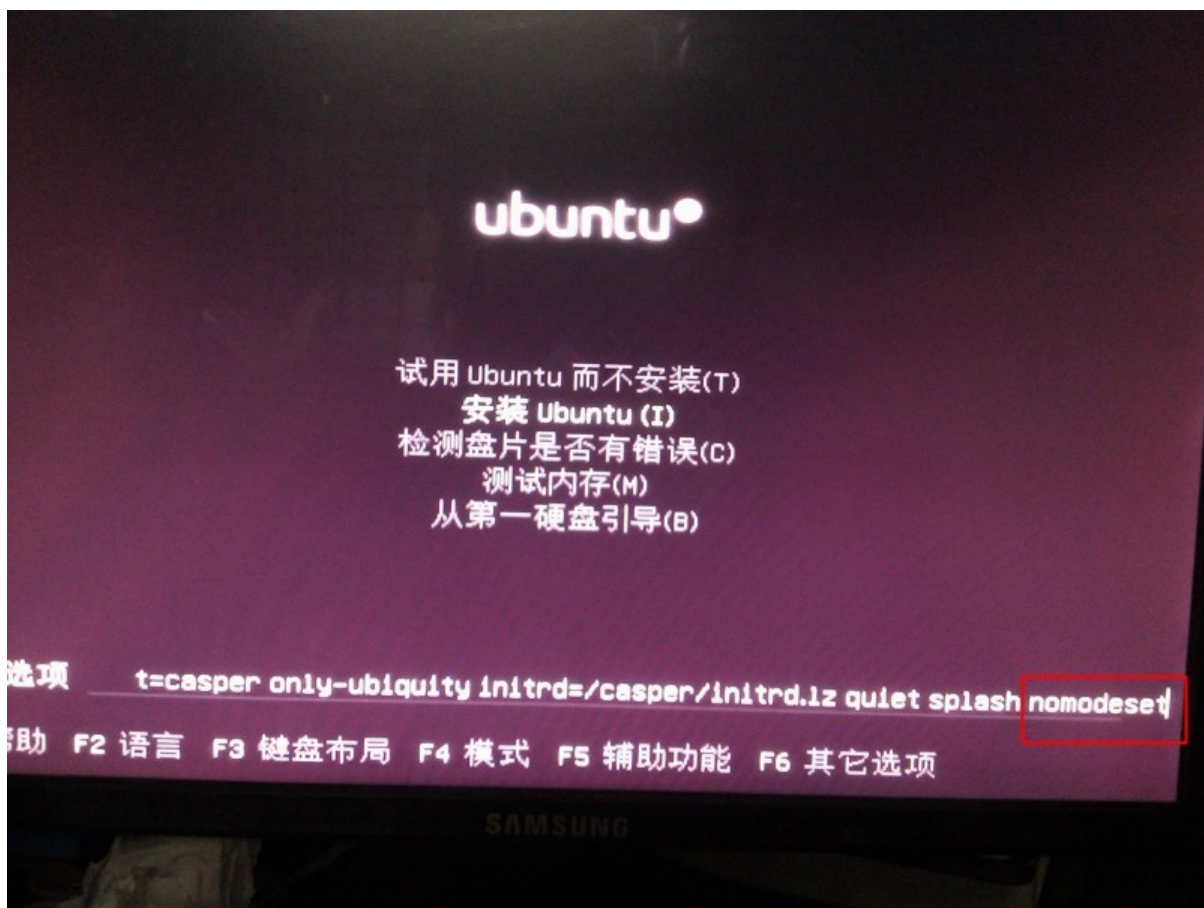 ubuntu
试用 Ubuntu 而不安装(T)
安装 Ubuntu (I)
检测盘片是否有错误(C)
测试内存(M)
从第一硬盘引导(B)
选项 t=casper only-ubiquity initrd=/casper/initrd.lz quiet splash nomodeset
助 F2 语言 F3 键盘布局 F4 模式 F5 辅助功能 F6 其它选项
SAMSUNG